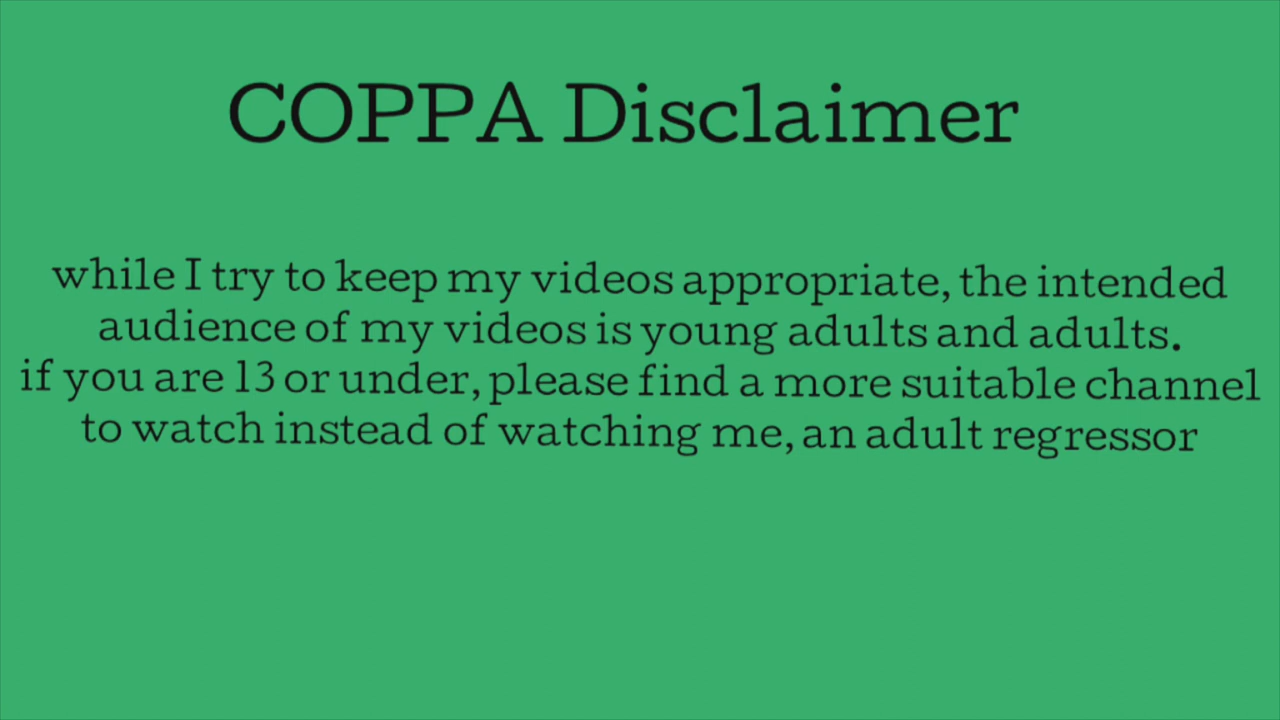 COPPA Disclaimer
while I try to keep my videos appropriate, the intended
audience of my videos is young adults and adults.
if you are 13 or under, please find a more suitable channel
to watch instead of watching me, an adult regressor